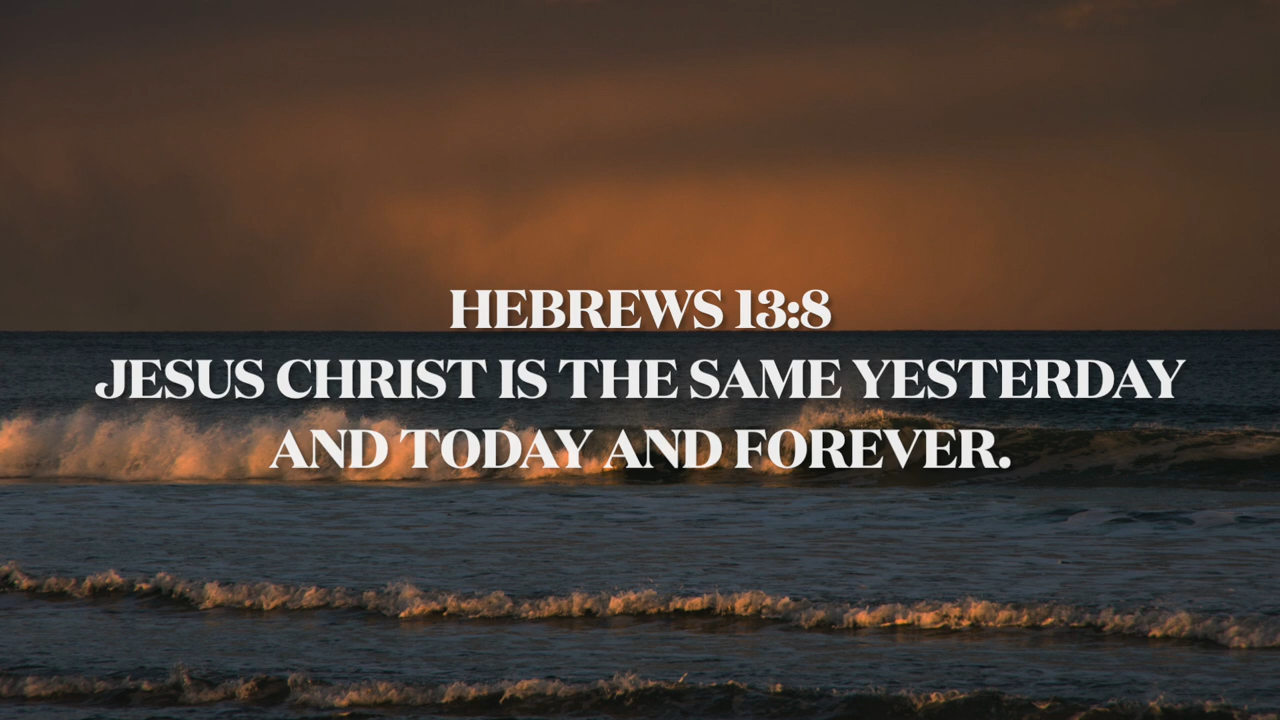 HEBREWS 13:8
JESUS CHRIST IS THE SAME YESTERDAY
AND TODAY AND FOREVER.